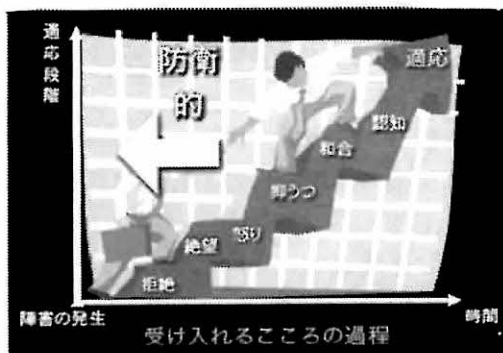 適応段階
防衛的
適応
認知
和合
抑うつ
怒り
絶望
拒絶
障害の発生
時間
受け入れるこころの過程